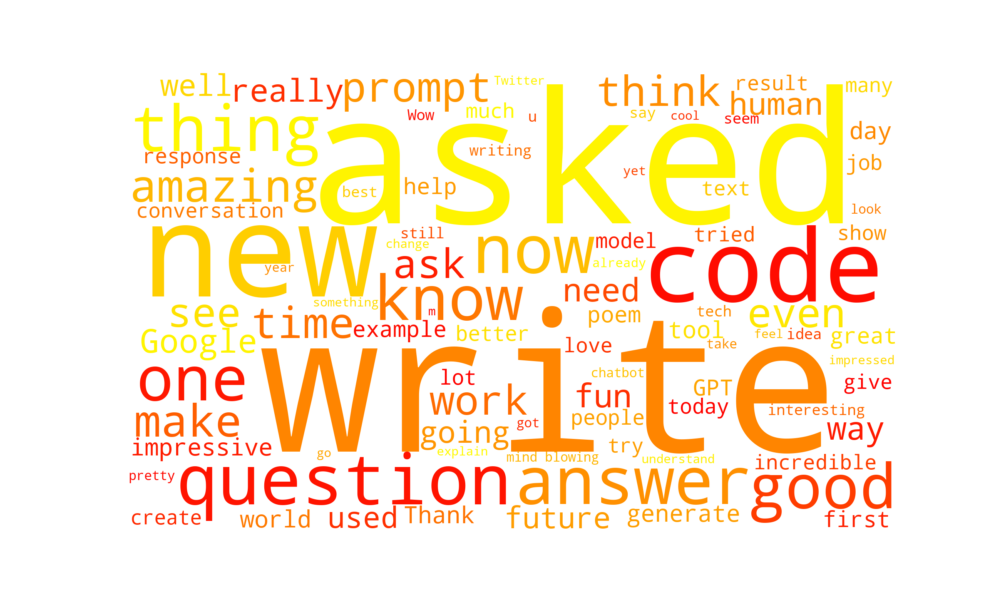 well really prompt Twitter think result many
thing Wow much u asked say human cool seem day
response writing yet job
amazing best help text look
conversation new still now model tried code show
year change ask already
see something know m need poem tech even
Google time example better love tool take feel idea great
one write lot chatbot GPT impressed
make work fun people today interesting give
impressive going got try way
pretty question go explain mind blowing answer understand incredible good
create world used Thank future generate first